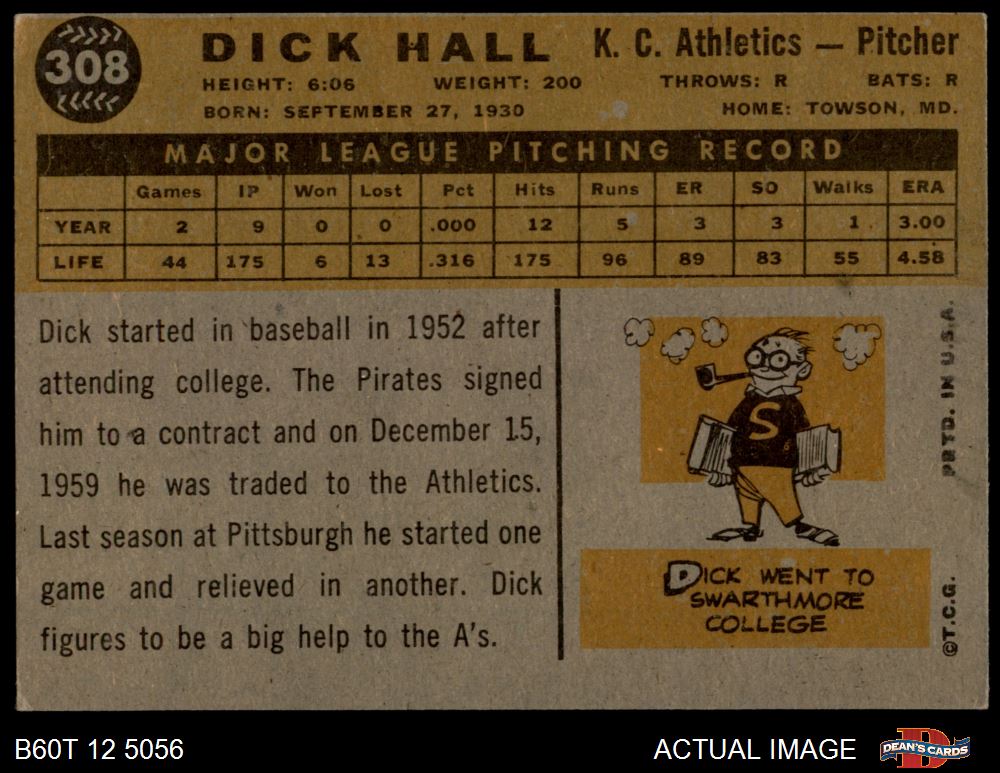 308
DICK HALL K. C. Athletics — Pitcher
HEIGHT: 6:06 WEIGHT: 200 THROWS: R BATS: R
BORN: SEPTEMBER 27, 1930 HOME: TOWSON, MD.
MAJOR LEAGUE PITCHING RECORD
Games IP Won Lost Pct Hits Runs ER SO Walks ERA
YEAR 2 9 0 0 .000 12 5 3 3 1 3.00
LIFE 44 175 6 13 .316 175 96 89 83 55 4.58
Dick started in baseball in 1952 after
attending college. The Pirates signed
him to a contract and on December 15,
1959 he was traded to the Athletics.
Last season at Pittsburgh he started one
game and relieved in another. Dick
figures to be a big help to the A's.
S
DICK WENT TO
SWARTHMORE
COLLEGE
©T.C.G. PRTD. IN U.S.A.
B60T 12 5056 ACTUAL IMAGE DEAN'S CARDS